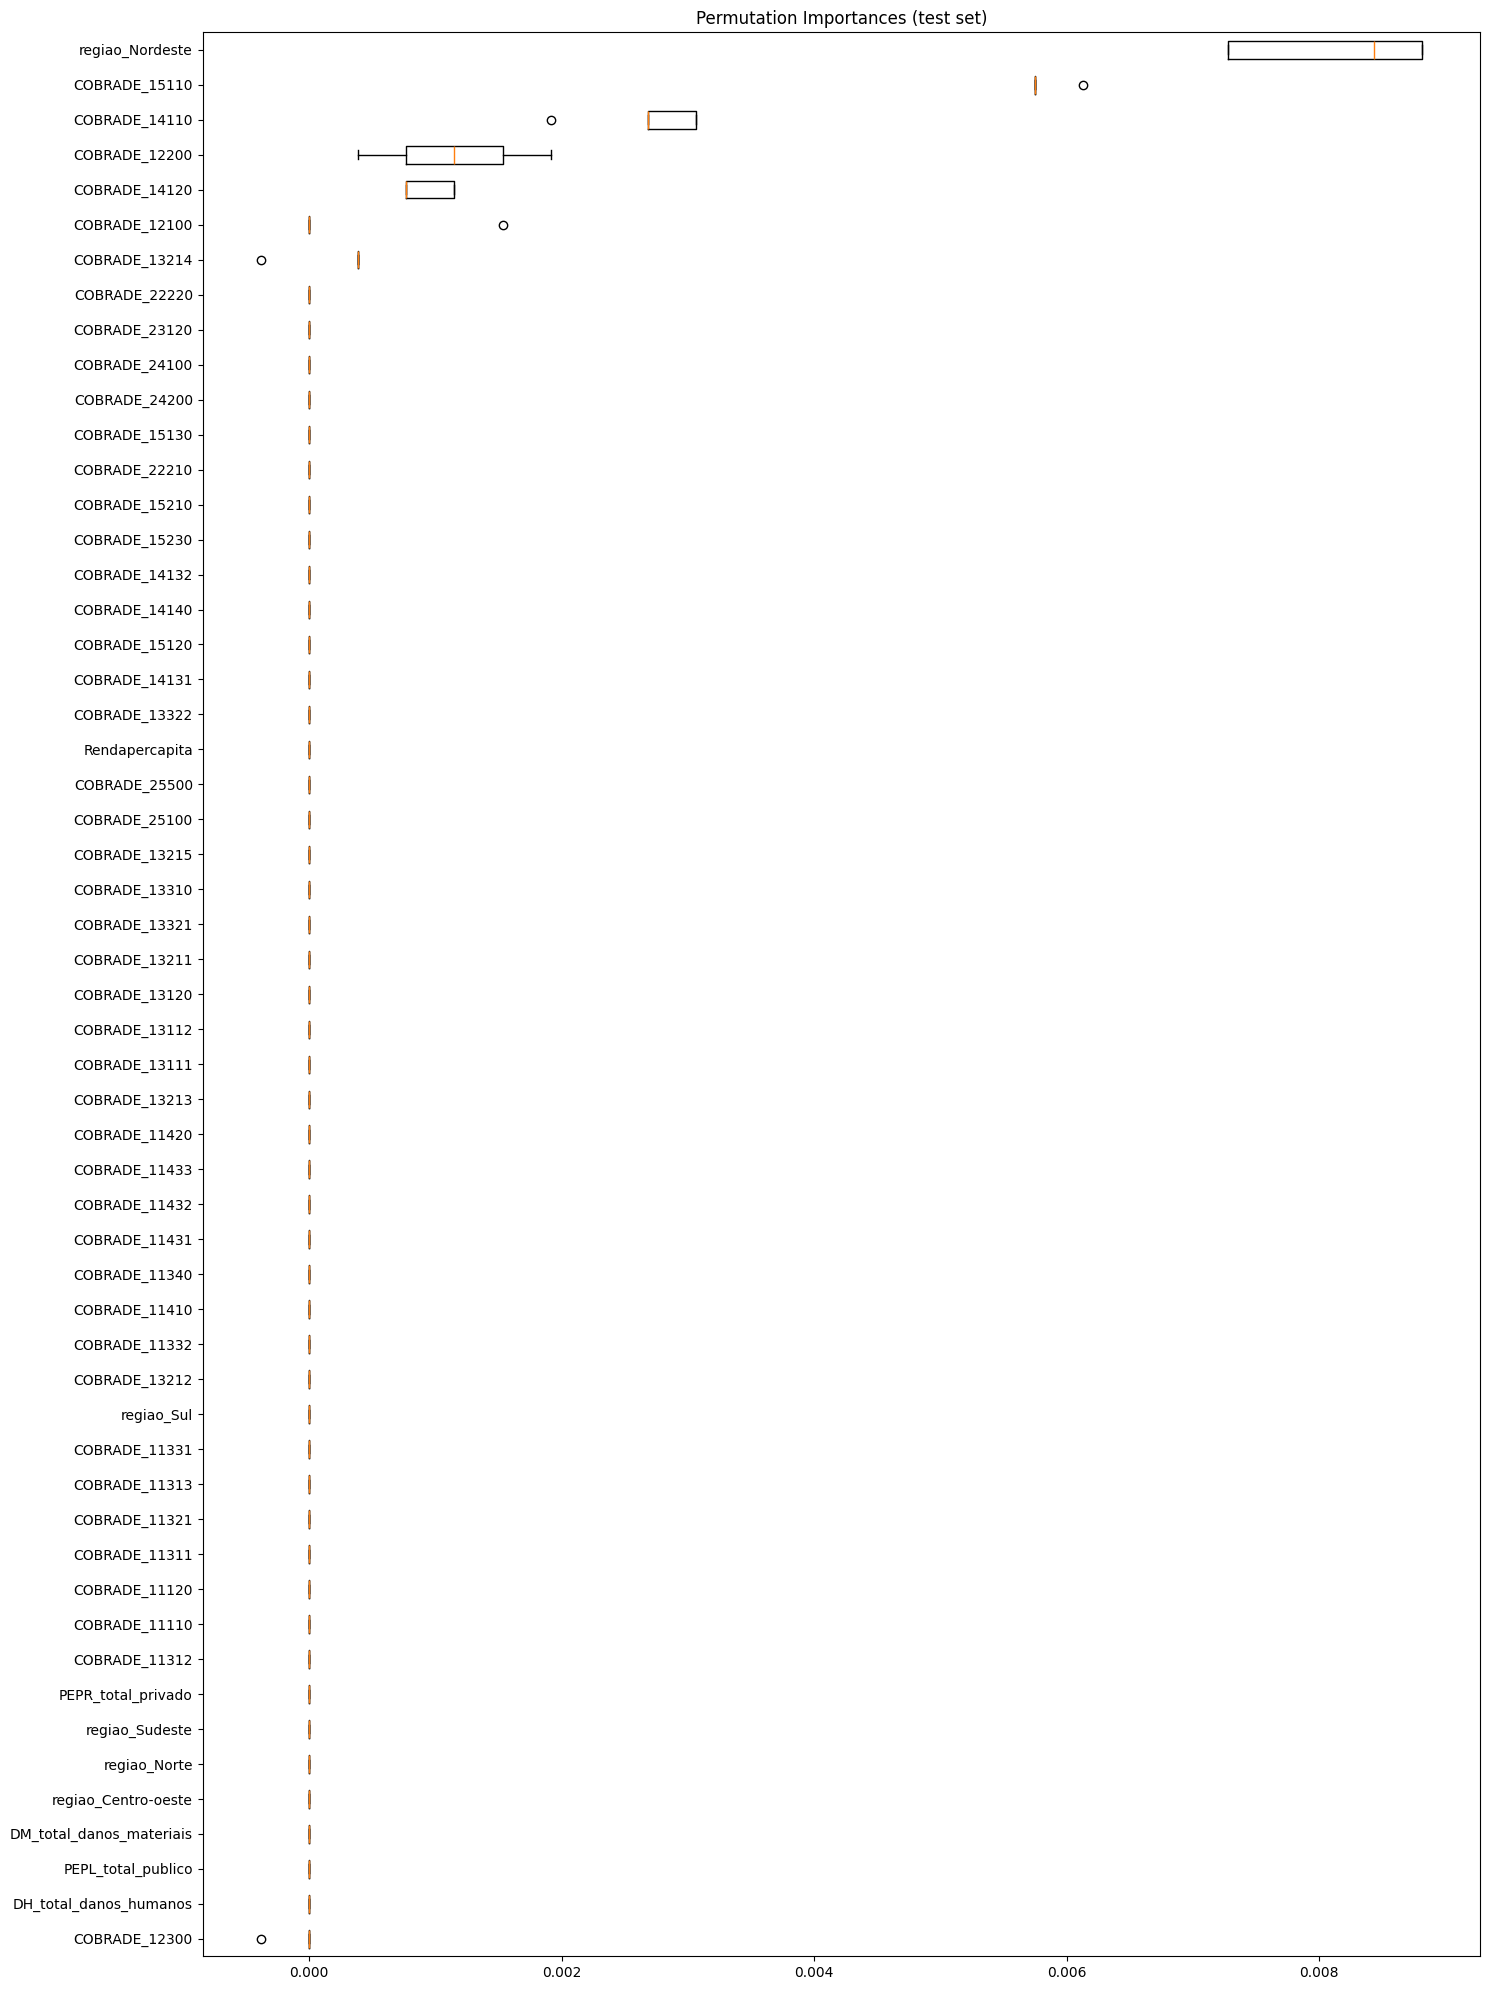 Permutation Importances (test set)
regiao_Nordeste
COBRADE_15110
COBRADE_14110
COBRADE_12200
COBRADE_14120
COBRADE_12100
COBRADE_13214
COBRADE_22220
COBRADE_23120
COBRADE_24100
COBRADE_24200
COBRADE_15130
COBRADE_22210
COBRADE_15210
COBRADE_15230
COBRADE_14132
COBRADE_14140
COBRADE_15120
COBRADE_14131
COBRADE_13322
Rendapercapita
COBRADE_25500
COBRADE_25100
COBRADE_13215
COBRADE_13310
COBRADE_13321
COBRADE_13211
COBRADE_13120
COBRADE_13112
COBRADE_13111
COBRADE_13213
COBRADE_11420
COBRADE_11433
COBRADE_11432
COBRADE_11431
COBRADE_11340
COBRADE_11410
COBRADE_11332
COBRADE_13212
regiao_Sul
COBRADE_11331
COBRADE_11313
COBRADE_11321
COBRADE_11311
COBRADE_11120
COBRADE_11110
COBRADE_11312
PEPR_total_privado
regiao_Sudeste
regiao_Norte
regiao_Centro-oeste
DM_total_danos_materiais
PEPL_total_publico
DH_total_danos_humanos
COBRADE_12300
0.000 0.002 0.004 0.006 0.008